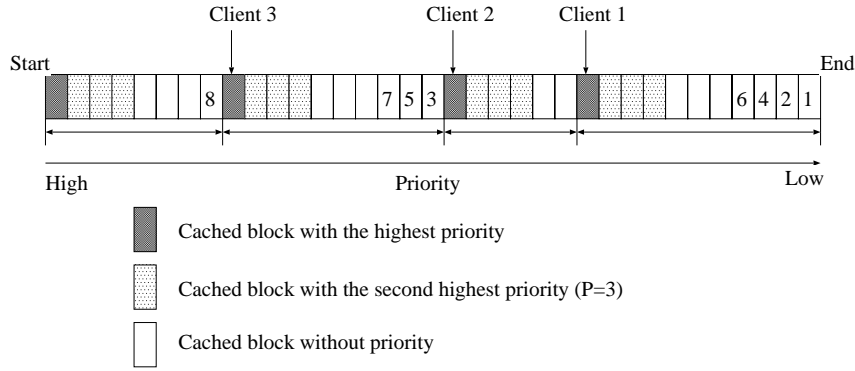 Client 3 Client 2 Client 1
Start End
8 7 5 3 6 4 2 1
High Priority Low
Cached block with the highest priority
Cached block with the second highest priority (P=3)
Cached block without priority